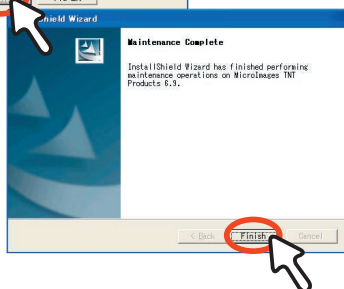 Shield Wizard
Maintenance Complete
InstallShield Wizard has finished performing
maintenance operations on MicroImages TNT
Products 6.9.
< Back
Finish
Cancel